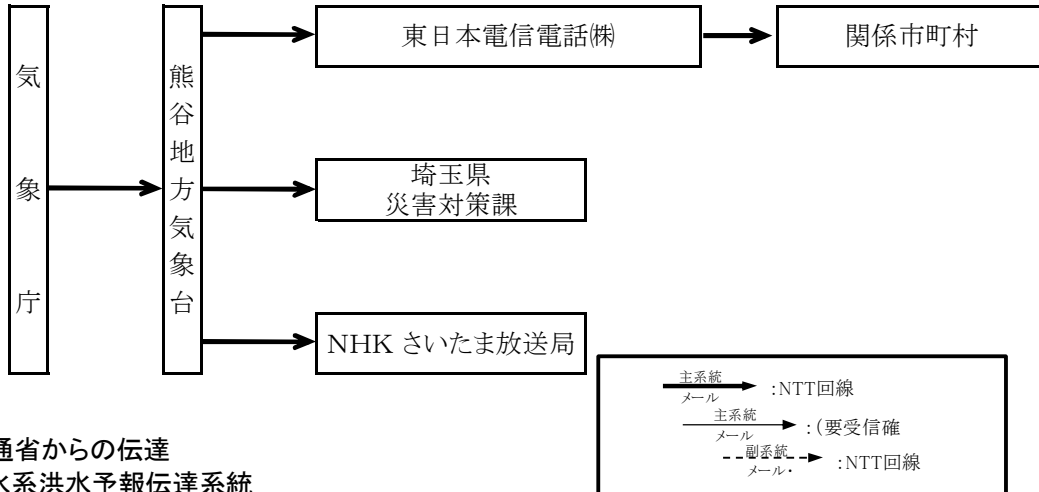 気象庁
熊谷地方気象台
東日本電信電話㈱
関係市町村
埼玉県
災害対策課
NHK さいたま放送局
主系統
メール
:NTT回線
主系統
メール
:(要受信確
副系統
メール・
:NTT回線
通省からの伝達
水系洪水予報伝達系統